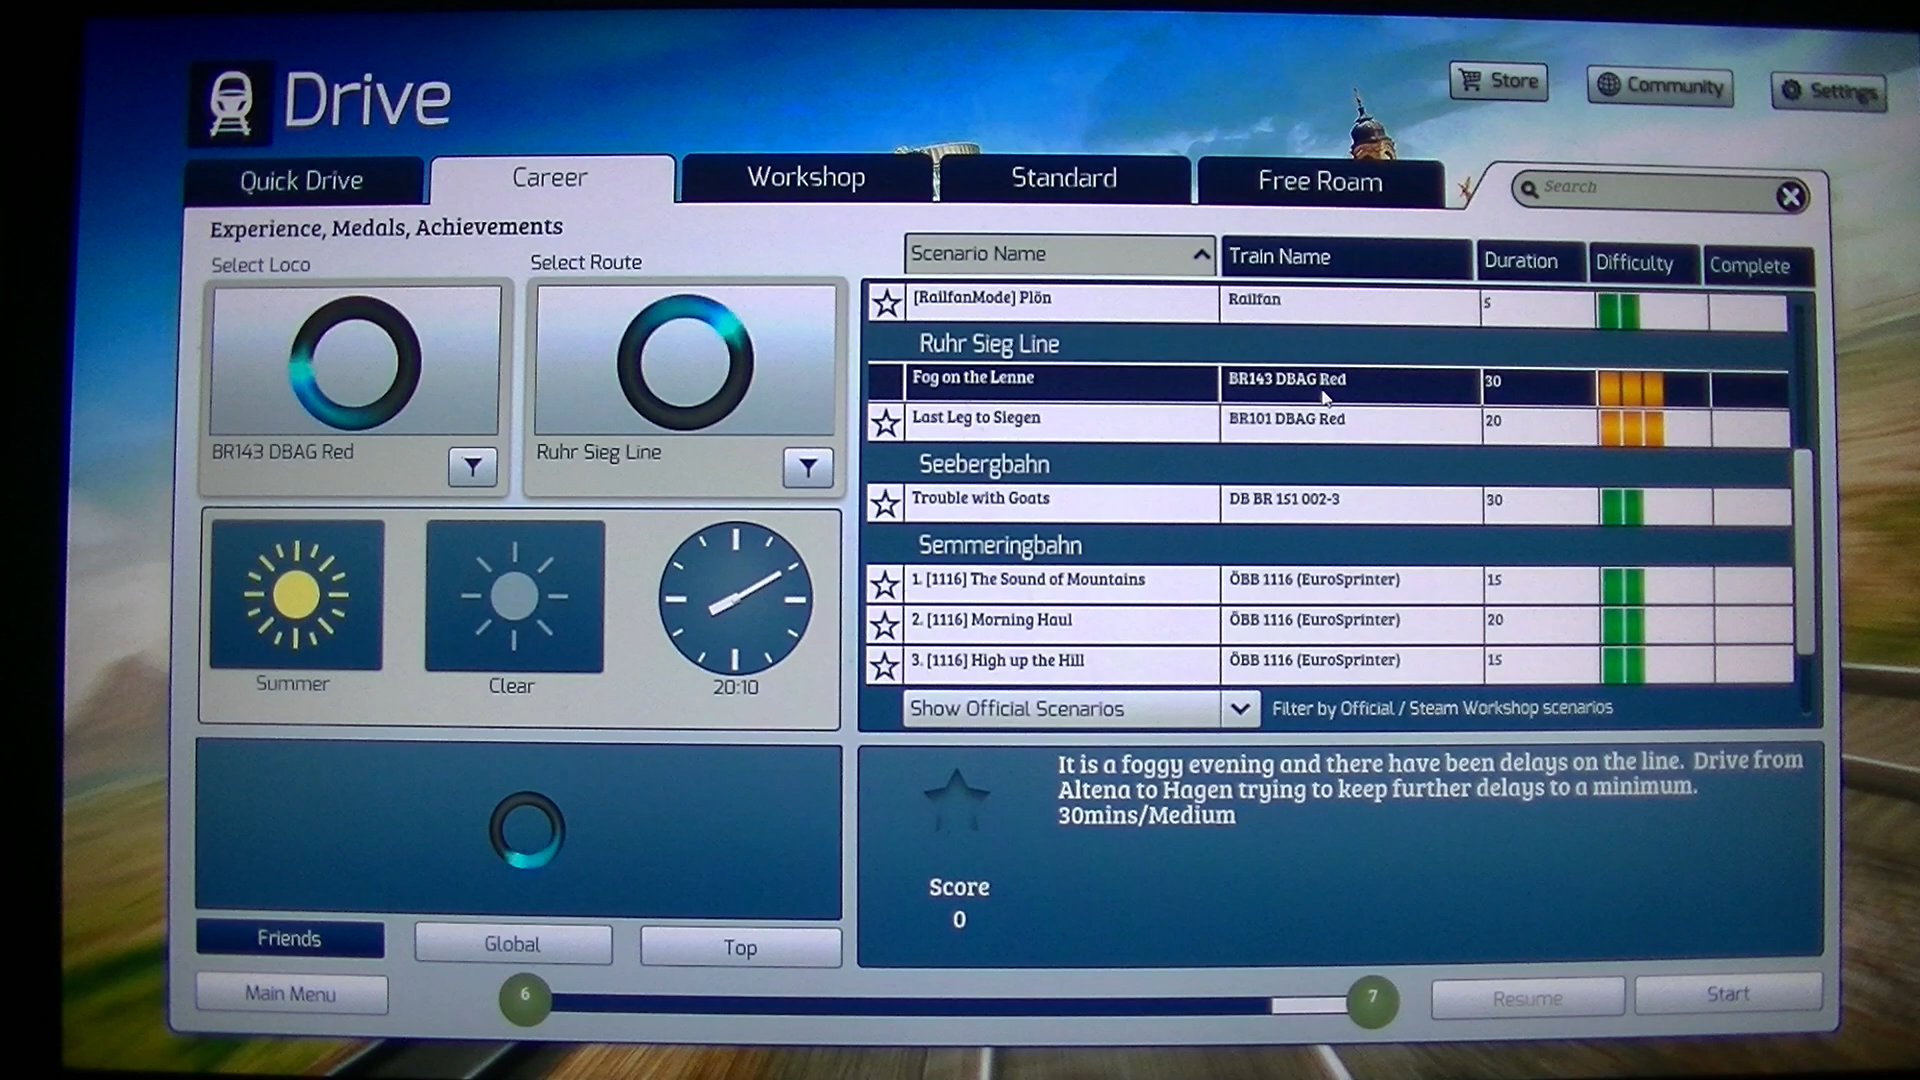 Drive
Store
Community
Settings
Quick Drive
Career
Workshop
Standard
Free Roam
Search
Experience, Medals, Achievements
Select Loco
Select Route
BR143 DBAG Red
Ruhr Sieg Line
Summer
Clear
20:10
Scenario Name
Train Name
Duration
Difficulty
Complete
[RailfanMode] Plön
Railfan
5
Ruhr Sieg Line
Fog on the Lenne
BR143 DBAG Red
30
Last Leg to Siegen
BR101 DBAG Red
20
Seebergbahn
Trouble with Goats
DB BR 151 002-3
30
Semmeringbahn
1. [1116] The Sound of Mountains
ÖBB 1116 (EuroSprinter)
15
2. [1116] Morning Haul
ÖBB 1116 (EuroSprinter)
20
3. [1116] High up the Hill
ÖBB 1116 (EuroSprinter)
15
Show Official Scenarios
Filter by Official / Steam Workshop scenarios
It is a foggy evening and there have been delays on the line. Drive from
Altena to Hagen trying to keep further delays to a minimum.
30mins/Medium
Score
0
Friends
Global
Top
Main Menu
6
7
Resume
Start